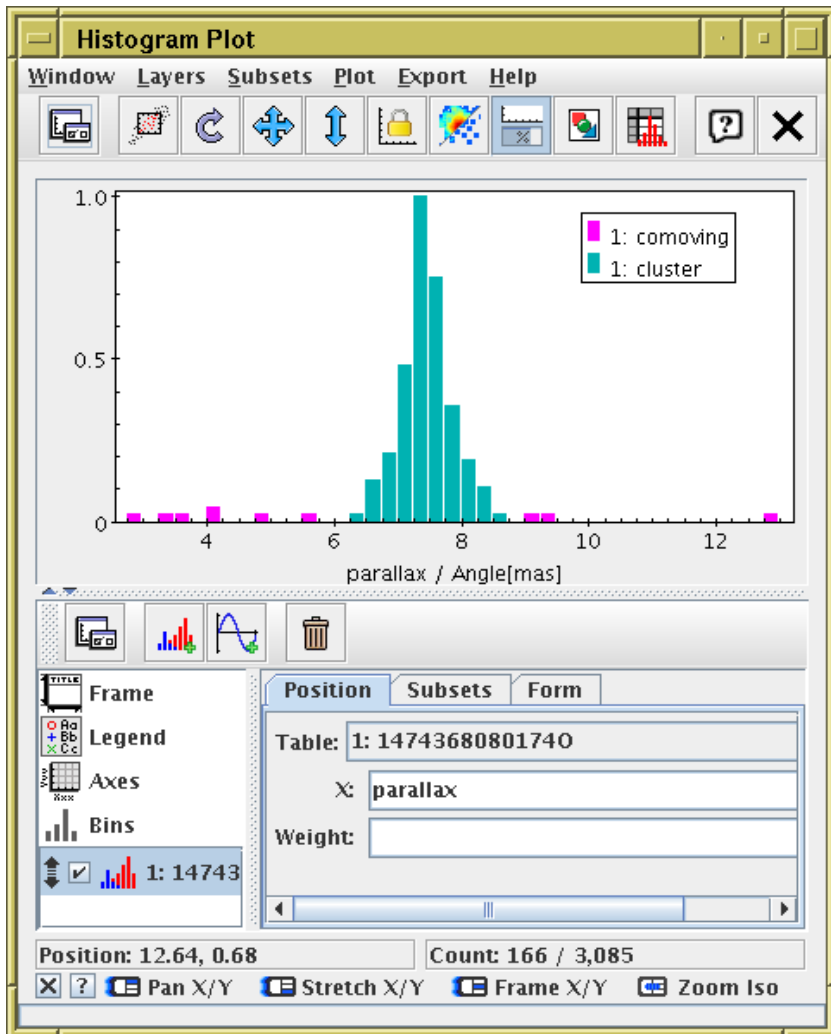 Histogram Plot
Window Layers Subsets Plot Export Help
1.0
1: comoving
1: cluster
0.5
0
4 6 8 10 12
parallax / Angle[mas]
Frame
Legend
Axes
Bins
1: 14743
Position Subsets Form
Table: 1: 1474368080174O
X: parallax
Weight:
Position: 12.64, 0.68 Count: 166 / 3,085
Pan X/Y Stretch X/Y Frame X/Y Zoom Iso